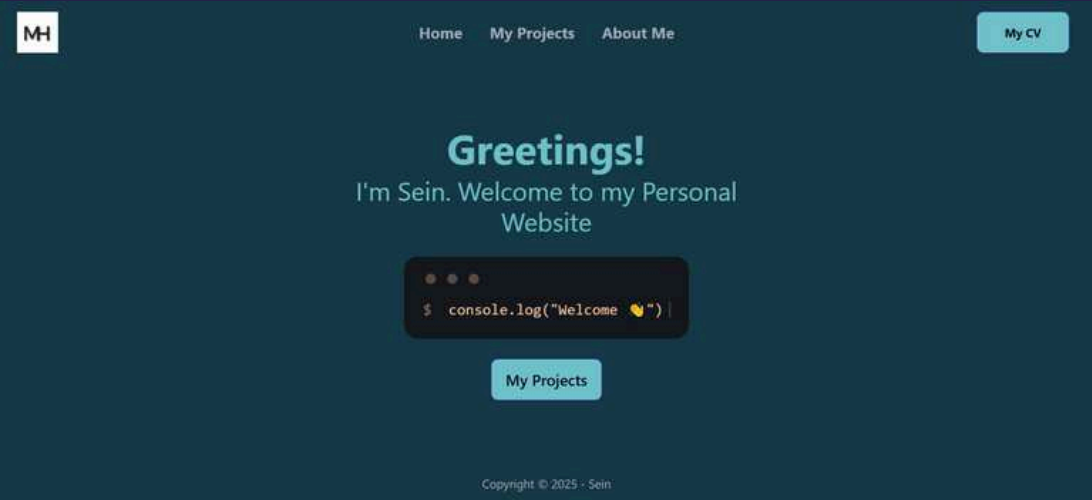 MH
Home My Projects About Me
My CV
Greetings!
I'm Sein. Welcome to my Personal
Website
$ console.log("Welcome 👋")
My Projects
Copyright © 2025 - Sein